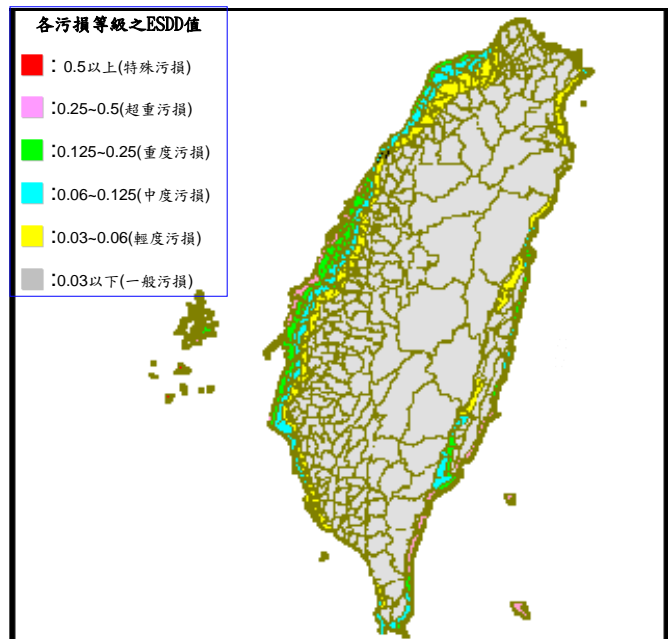 各污損等級之ESDD值
：0.5以上(特殊污損)
:0.25~0.5(超重污損)
:0.125~0.25(重度污損)
:0.06~0.125(中度污損)
:0.03~0.06(輕度污損)
:0.03以下(一般污損)